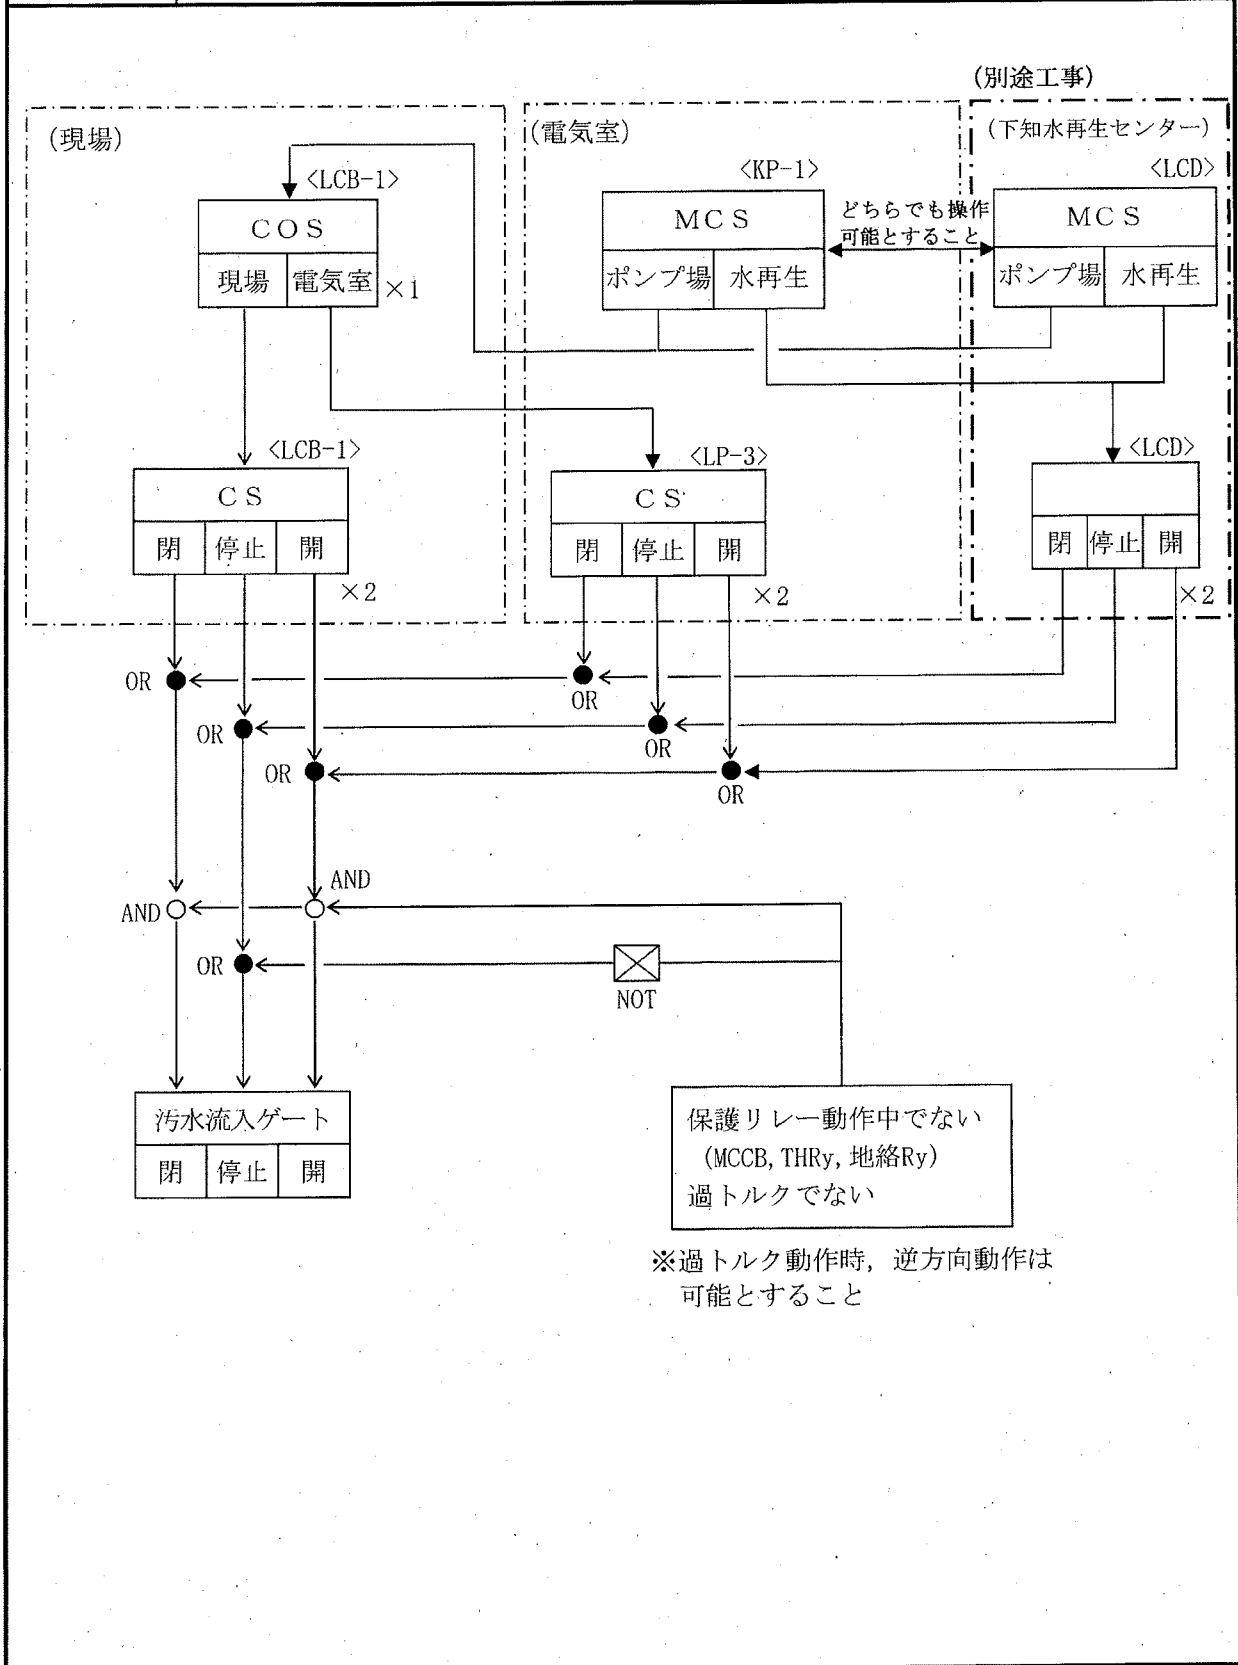 (別途工事)
(現場)
(電気室)
(下知水再生センター)
<LCB-1>
<KP-1>
<LCD>
COS
MCS
どちらでも操作
可能とすること
MCS
現場 電気室 ×1
ポンプ場 水再生
ポンプ場 水再生
<LCB-1>
<LP-3>
<LCD>
CS
CS
閉 停止 開
閉 停止 開
閉 停止 開
×2
×2
×2
OR
OR
OR
OR
OR
OR
AND
AND
OR
NOT
汚水流入ゲート
閉 停止 開
保護リレー動作中でない
(MCCB, THRy, 地絡Ry)
過トルクでない
※過トルク動作時, 逆方向動作は
可能とすること